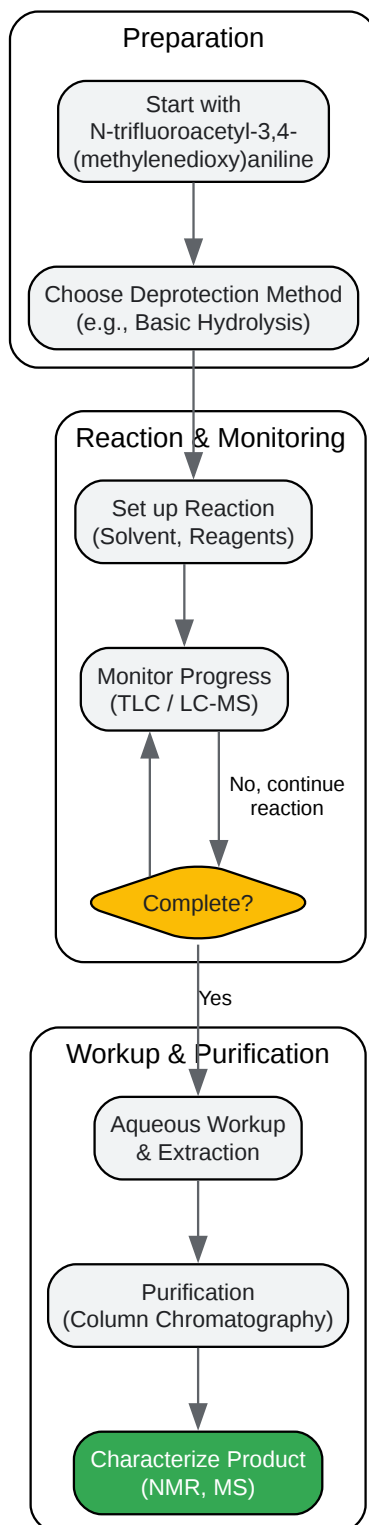 Preparation
Start with
N-trifluoroacetyl-3,4-
(methylenedioxy)aniline
Choose Deprotection Method
(e.g., Basic Hydrolysis)
Reaction & Monitoring
Set up Reaction
(Solvent, Reagents)
Monitor Progress
(TLC / LC-MS)
No, continue
reaction
Complete?
Yes
Workup & Purification
Aqueous Workup
& Extraction
Purification
(Column Chromatography)
Characterize Product
(NMR, MS)